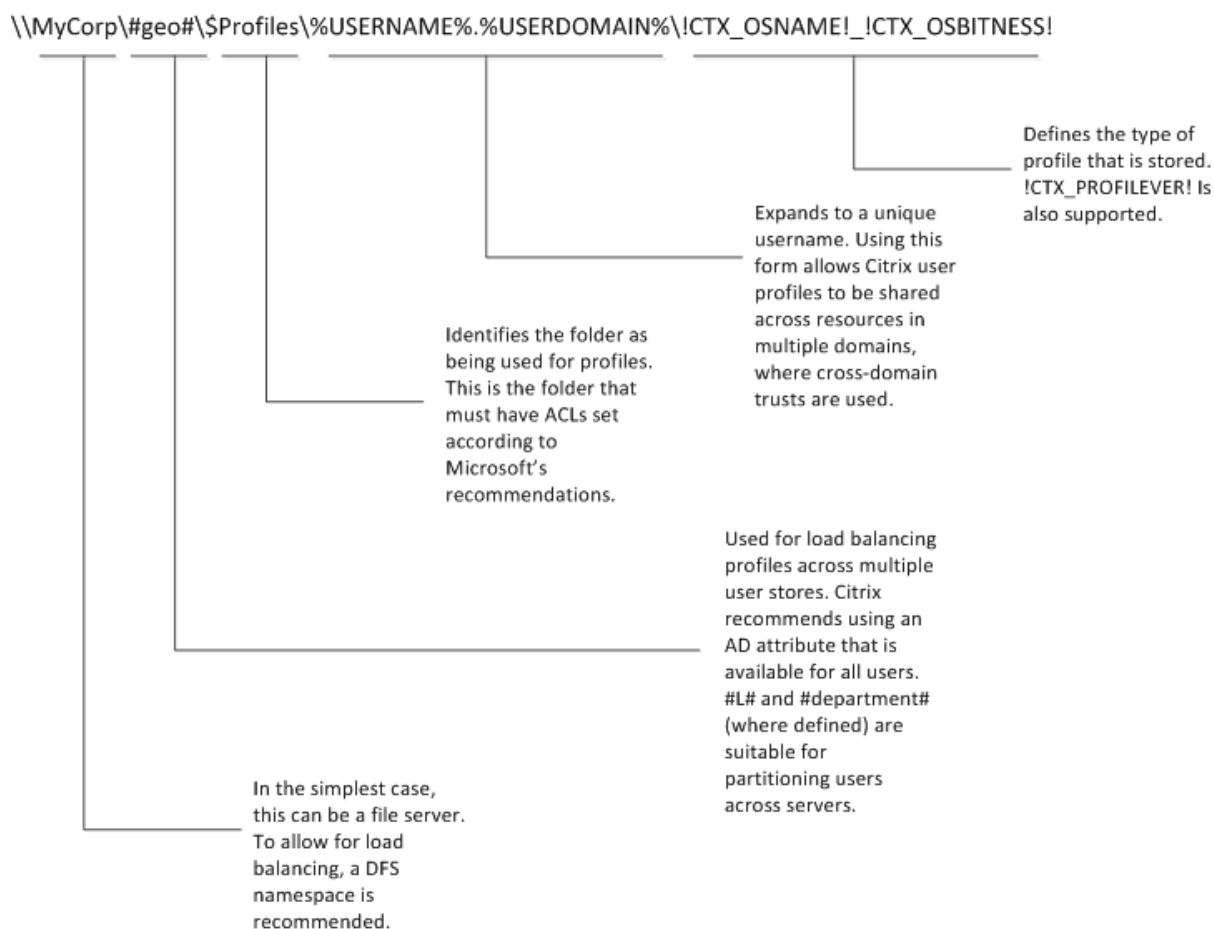 \\MyCorp\#geo#\$Profiles\%USERNAME%.%USERDOMAIN%\!CTX_OSNAME!_!CTX_OSBITNESS!
Defines the type of
profile that is stored.
!CTX_PROFILEVER! Is
also supported.
Expands to a unique
username. Using this
form allows Citrix user
profiles to be shared
across resources in
multiple domains,
where cross-domain
trusts are used.
Identifies the folder as
being used for profiles.
This is the folder that
must have ACLs set
according to
Microsoft’s
recommendations.
Used for load balancing
profiles across multiple
user stores. Citrix
recommends using an
AD attribute that is
available for all users.
#L# and #department#
(where defined) are
suitable for
partitioning users
across servers.
In the simplest case,
this can be a file server.
To allow for load
balancing, a DFS
namespace is
recommended.